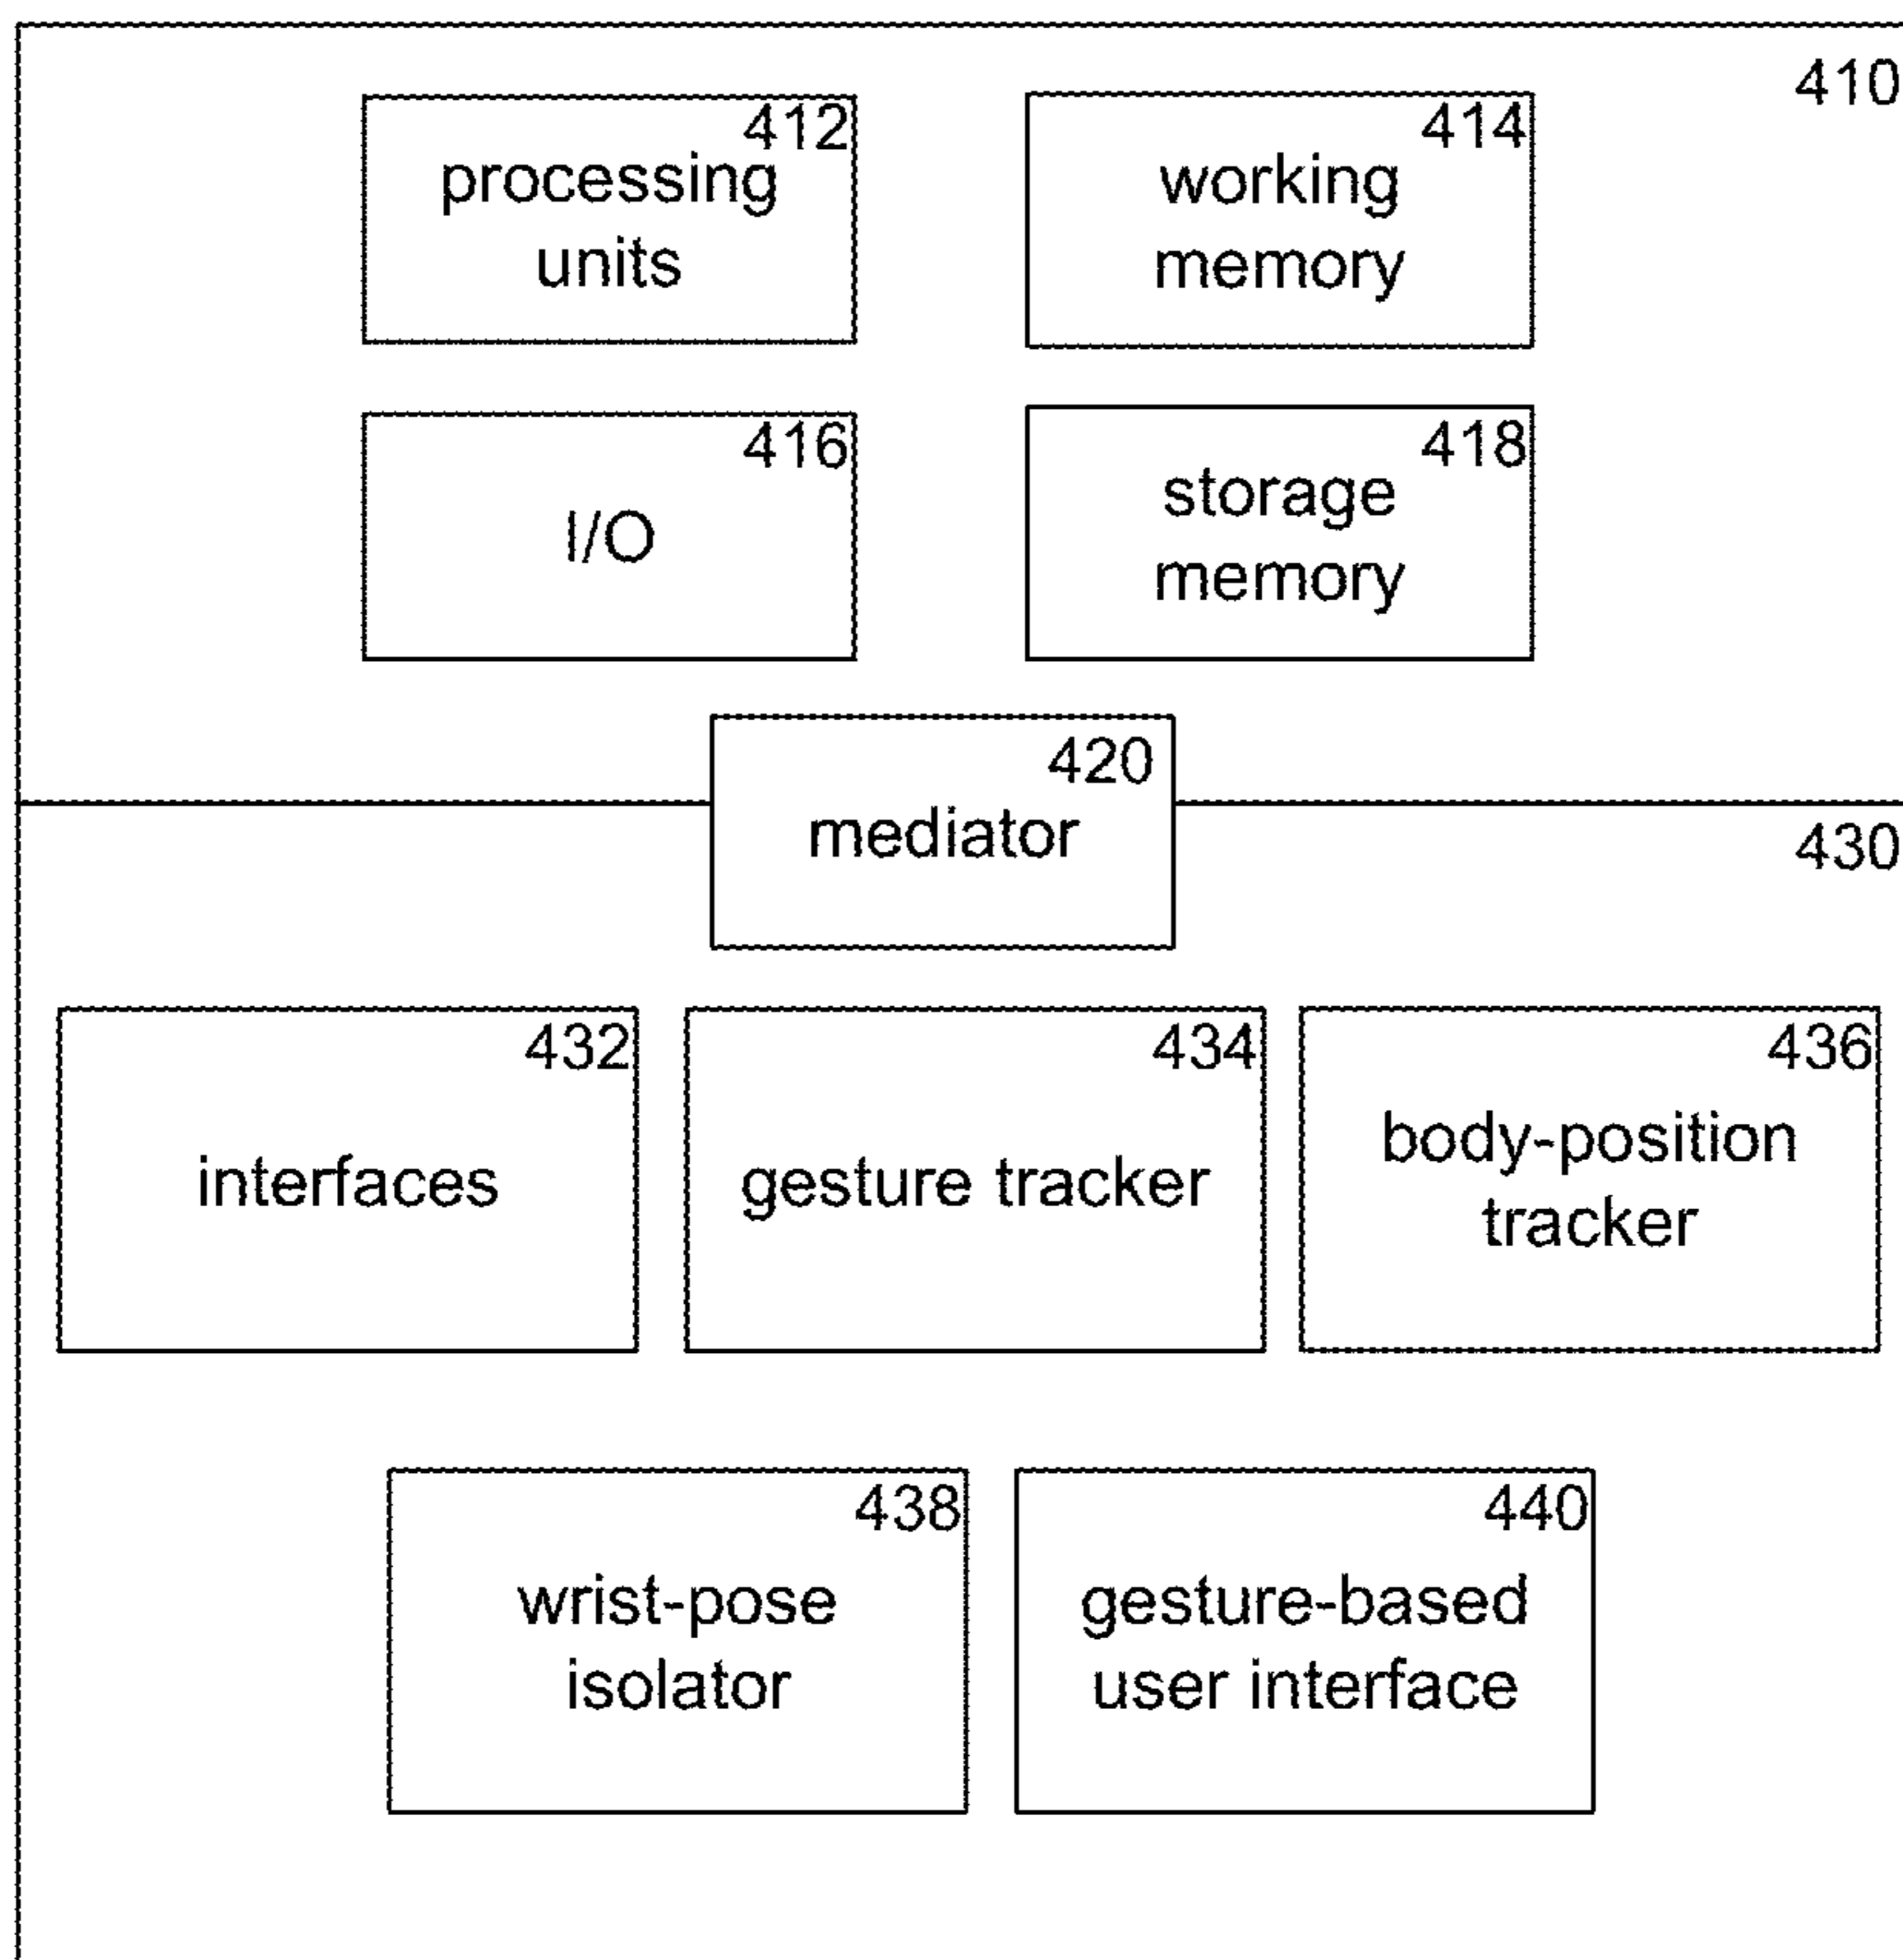 410
412
processing
units
414
working
memory
416
I/O
418
storage
memory
420
mediator
430
432
interfaces
434
gesture tracker
436
body-position
tracker
438
wrist-pose
isolator
440
gesture-based
user interface